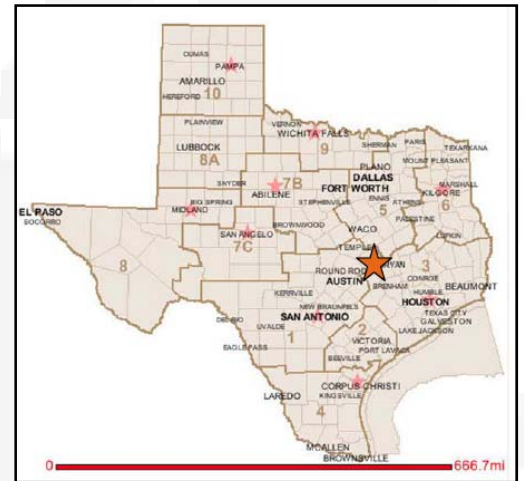 DUMAS
PAMPA
AMARILLO
HEREFORD 10
PLAINVIEW
VERNON
WICHITA FALLS
9
SHERMAN PARIS
TEXARKANA
MOUNT PLEASANT
LUBBOCK
8A
PLANO
DALLAS
SNYDER
7B
ABILENE
FORT WORTH
MARSHALL
KILGORE
6
STEPHENVILLE
ENNIS ATHENS
5
BIG SPRING
MIDLAND
EL PASO
SOCORRO
PALESTINE
SAN ANGELO
7C
BROWNWOOD
WACO
LUFKIN
TEMPLE
8
ROUND ROC
AUSTIN
YAN
3
CONROE
BRENHAM
HUMBLE
BEAUMONT
KERRVILLE
HOUSTON
NEW BRAUNFELS
SAN ANTONIO
TEXAS CITY
GALVESTON
LAKE JACKSON
DEL RIO
UVALDE
1
2
VICTORIA
PORT LAVACA
EAGLE PASS
BEEVILLE
CORPUS CHRISTI
KINGSVILLE
LAREDO
4
MCALLEN
BROWNSVILLE
0 666.7mi